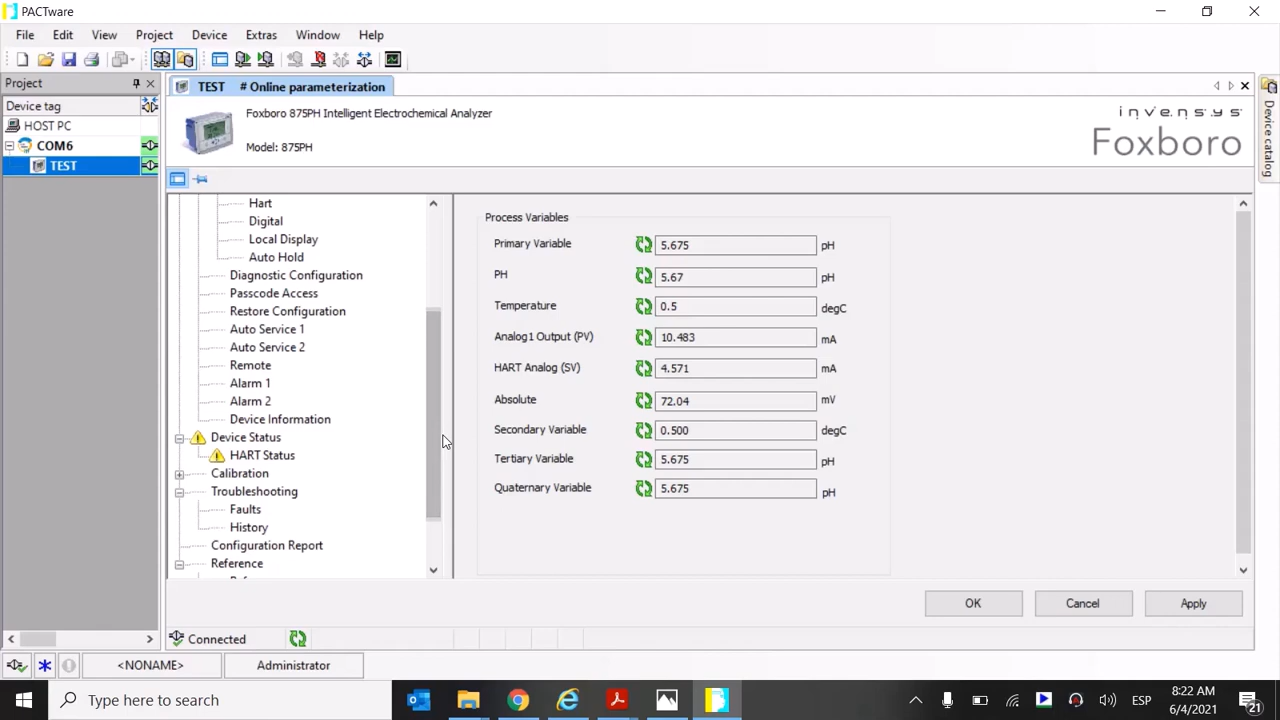 PACTware
File Edit View Project Device Extras Window Help
Project
Device tag
HOST PC
COM6
TEST
TEST # Online parameterization
Foxboro 875PH Intelligent Electrochemical Analyzer
Model: 875PH
invensys
Foxboro
Device catalog
Hart
Digital
Local Display
Auto Hold
Diagnostic Configuration
Passcode Access
Restore Configuration
Auto Service 1
Auto Service 2
Remote
Alarm 1
Alarm 2
Device Information
Device Status
HART Status
Calibration
Troubleshooting
Faults
History
Configuration Report
Reference
Process Variables
Primary Variable 5.675 pH
PH 5.67 pH
Temperature 0.5 degC
Analog1 Output (PV) 10.483 mA
HART Analog (SV) 4.571 mA
Absolute 72.04 mV
Secondary Variable 0.500 degC
Tertiary Variable 5.675 pH
Quaternary Variable 5.675 pH
OK Cancel Apply
Connected
<NONAME> Administrator
Type here to search
ESP
8:22 AM
6/4/2021
21